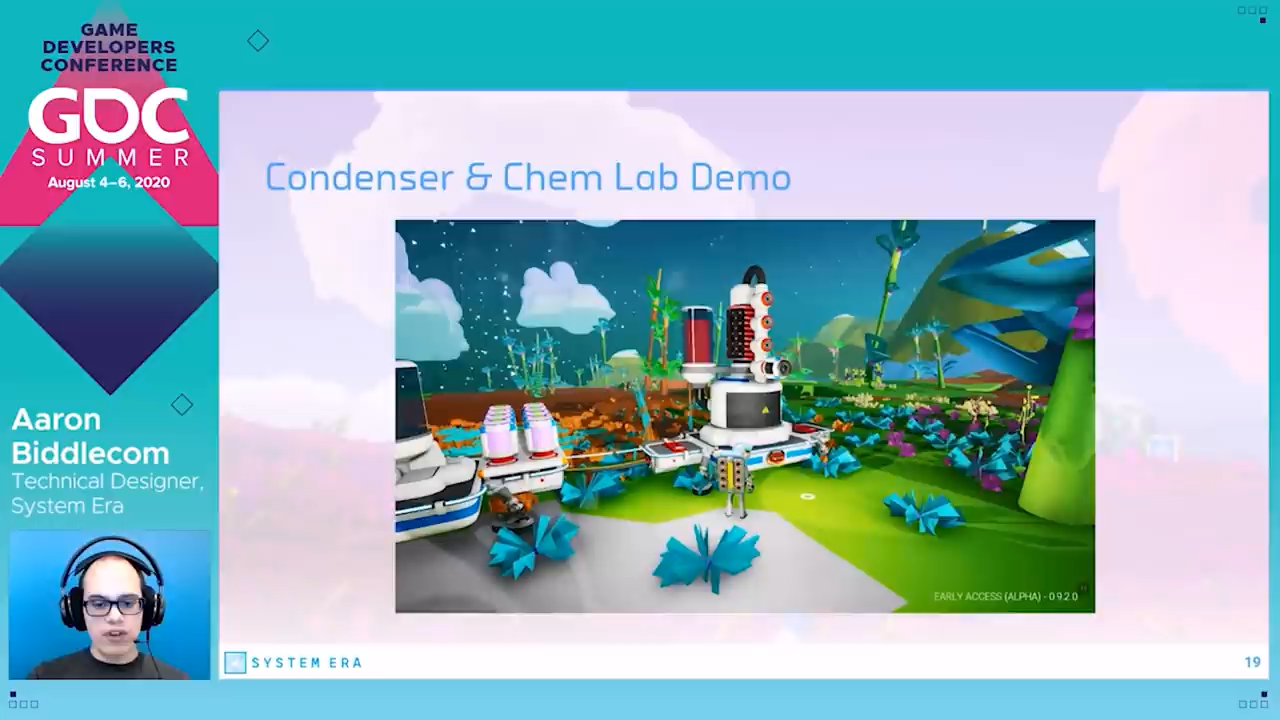 GAME
DEVELOPERS
CONFERENCE
GDC
SUMMER
August 4–6, 2020
Aaron
Biddlecom
Technical Designer,
System Era
Condenser & Chem Lab Demo
EARLY ACCESS (ALPHA) - 0.9.2.0
SYSTEM ERA
19